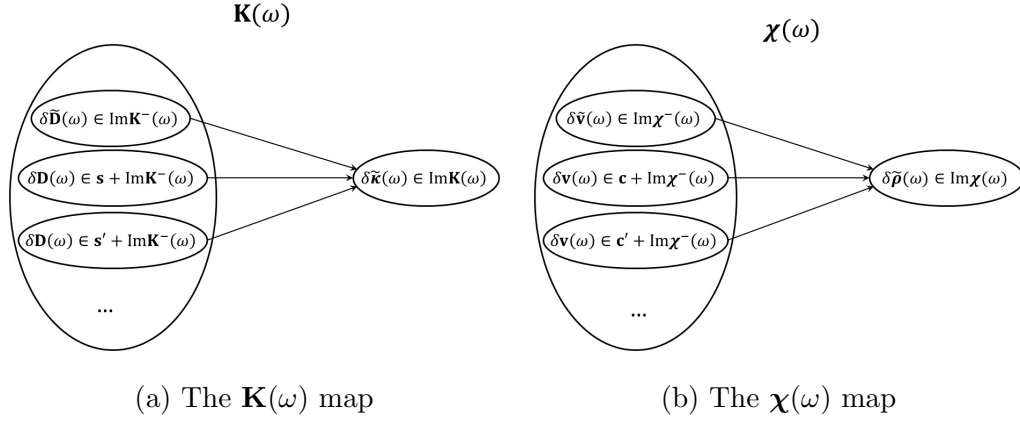 𝐊(ω)
δ𝐃̃(ω) ∈ Im𝐊⁻(ω)
δ𝐃(ω) ∈ 𝐬 + Im𝐊⁻(ω)
δ𝐃(ω) ∈ 𝐬′ + Im𝐊⁻(ω)
...
δ𝛋̃(ω) ∈ Im𝐊(ω)
(a) The 𝐊(ω) map
𝛘(ω)
δ𝐯̃(ω) ∈ Im𝛘⁻(ω)
δ𝐯(ω) ∈ 𝐜 + Im𝛘⁻(ω)
δ𝐯(ω) ∈ 𝐜′ + Im𝛘⁻(ω)
...
δ𝛒̃(ω) ∈ Im𝛘(ω)
(b) The 𝛘(ω) map